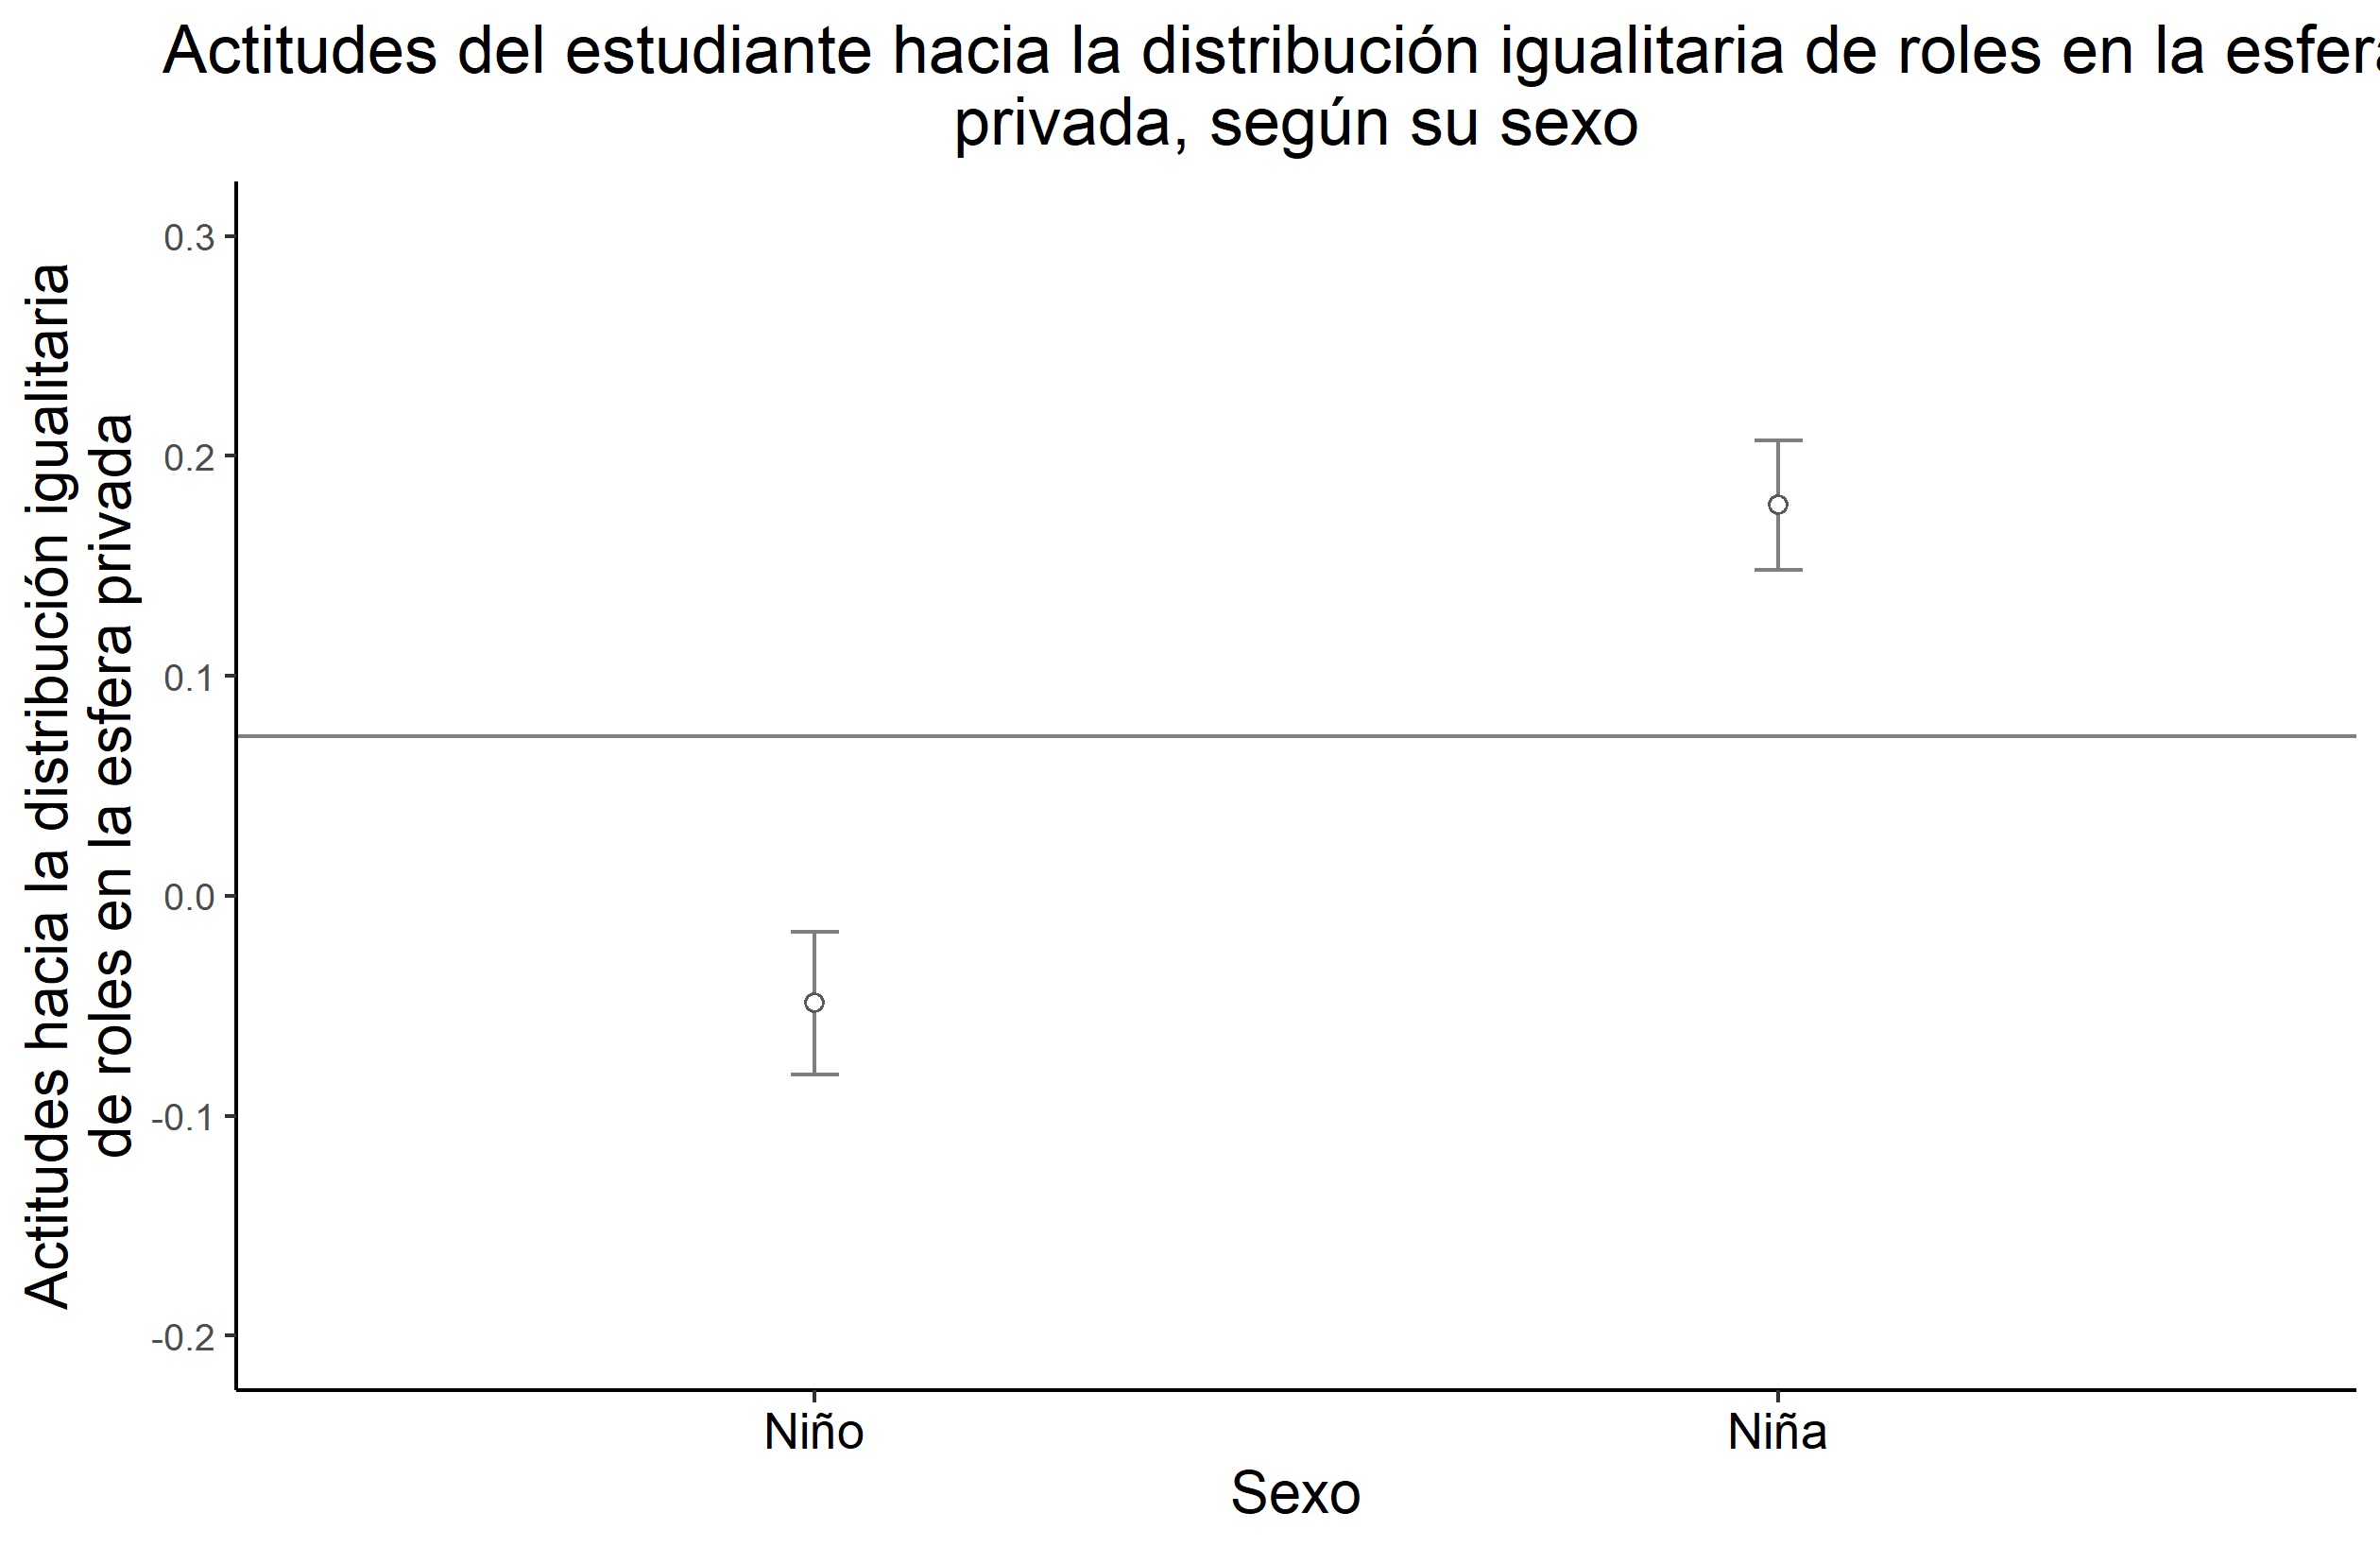 Actitudes del estudiante hacia la distribución igualitaria de roles en la esfera
privada, según su sexo
Actitudes hacia la distribución igualitaria
de roles en la esfera privada
0.3
0.2
0.1
0.0
-0.1
-0.2
Niño
Niña
Sexo